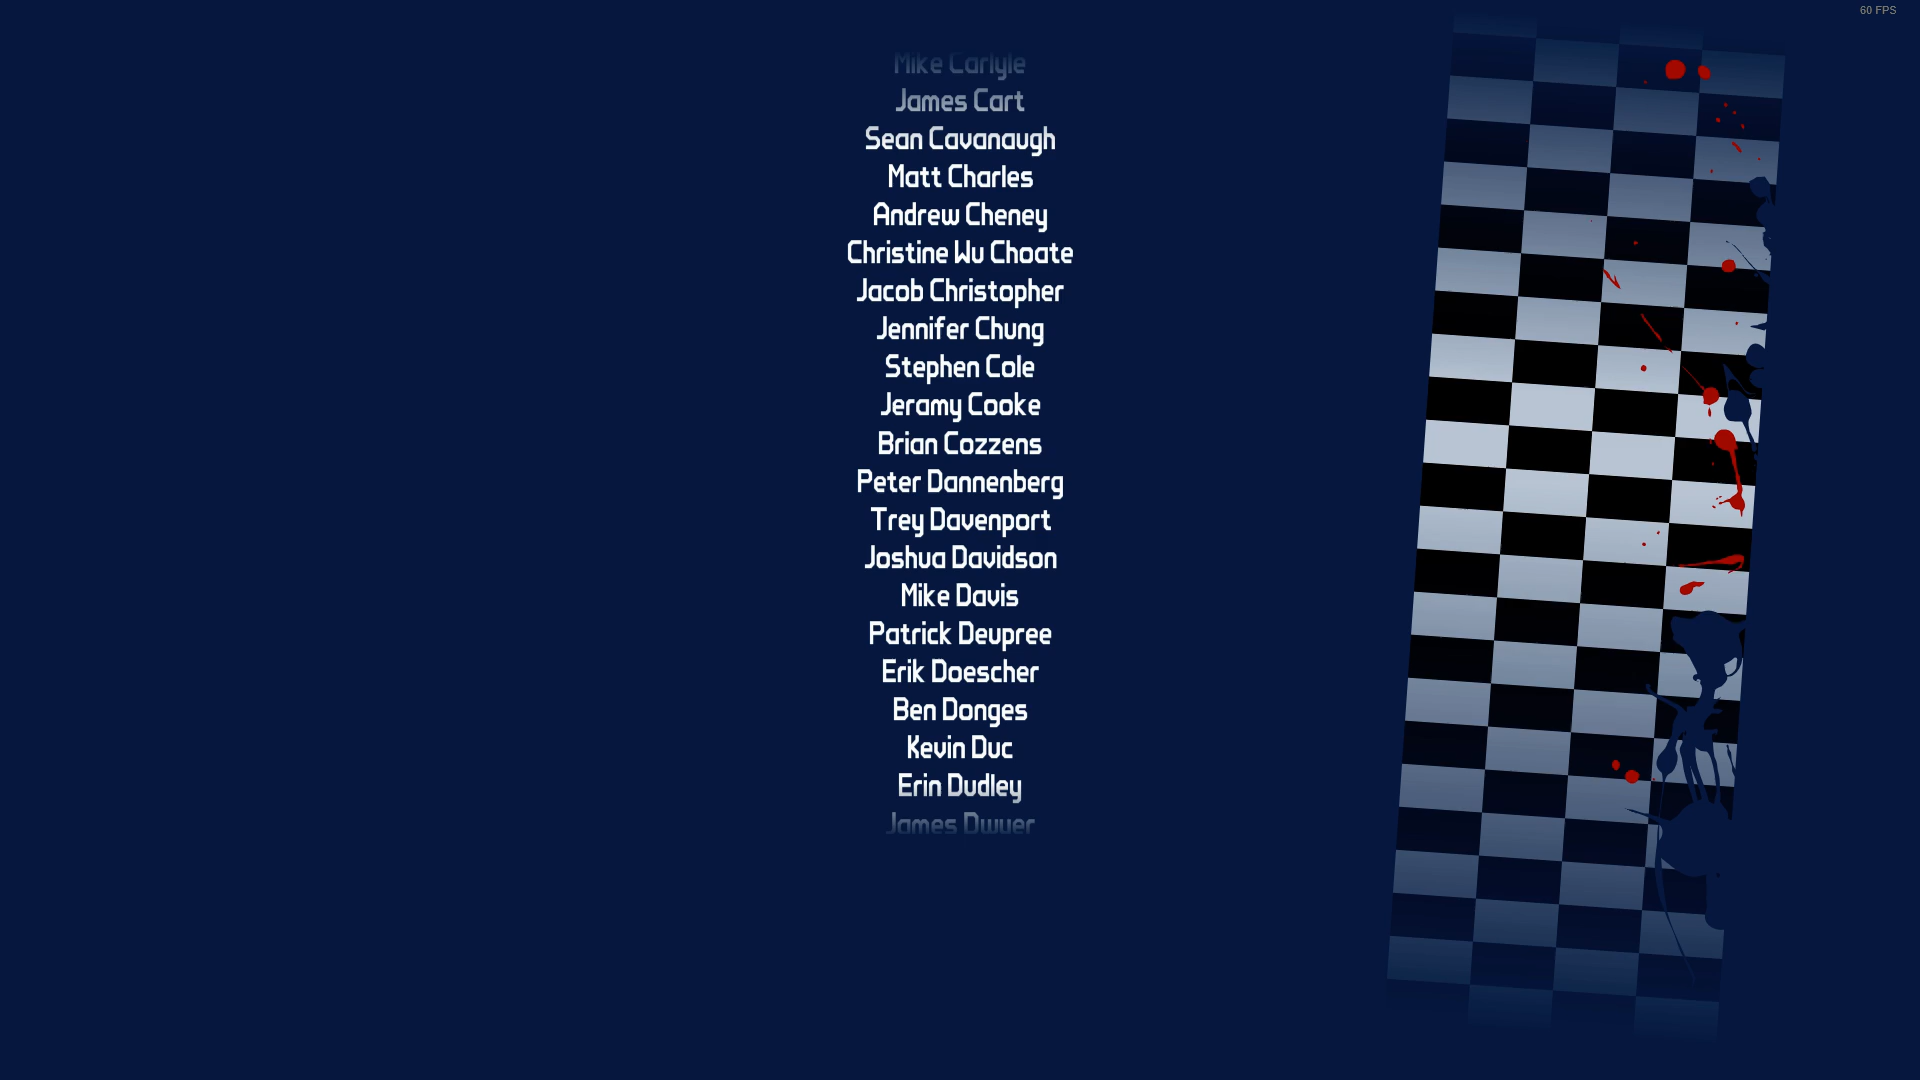 60 FPS
Mike Carlyle
James Cart
Sean Cavanaugh
Matt Charles
Andrew Cheney
Christine Wu Choate
Jacob Christopher
Jennifer Chung
Stephen Cole
Jeramy Cooke
Brian Cozzens
Peter Dannenberg
Trey Davenport
Joshua Davidson
Mike Davis
Patrick Deupree
Erik Doescher
Ben Donges
Kevin Duc
Erin Dudley
James Dwyer